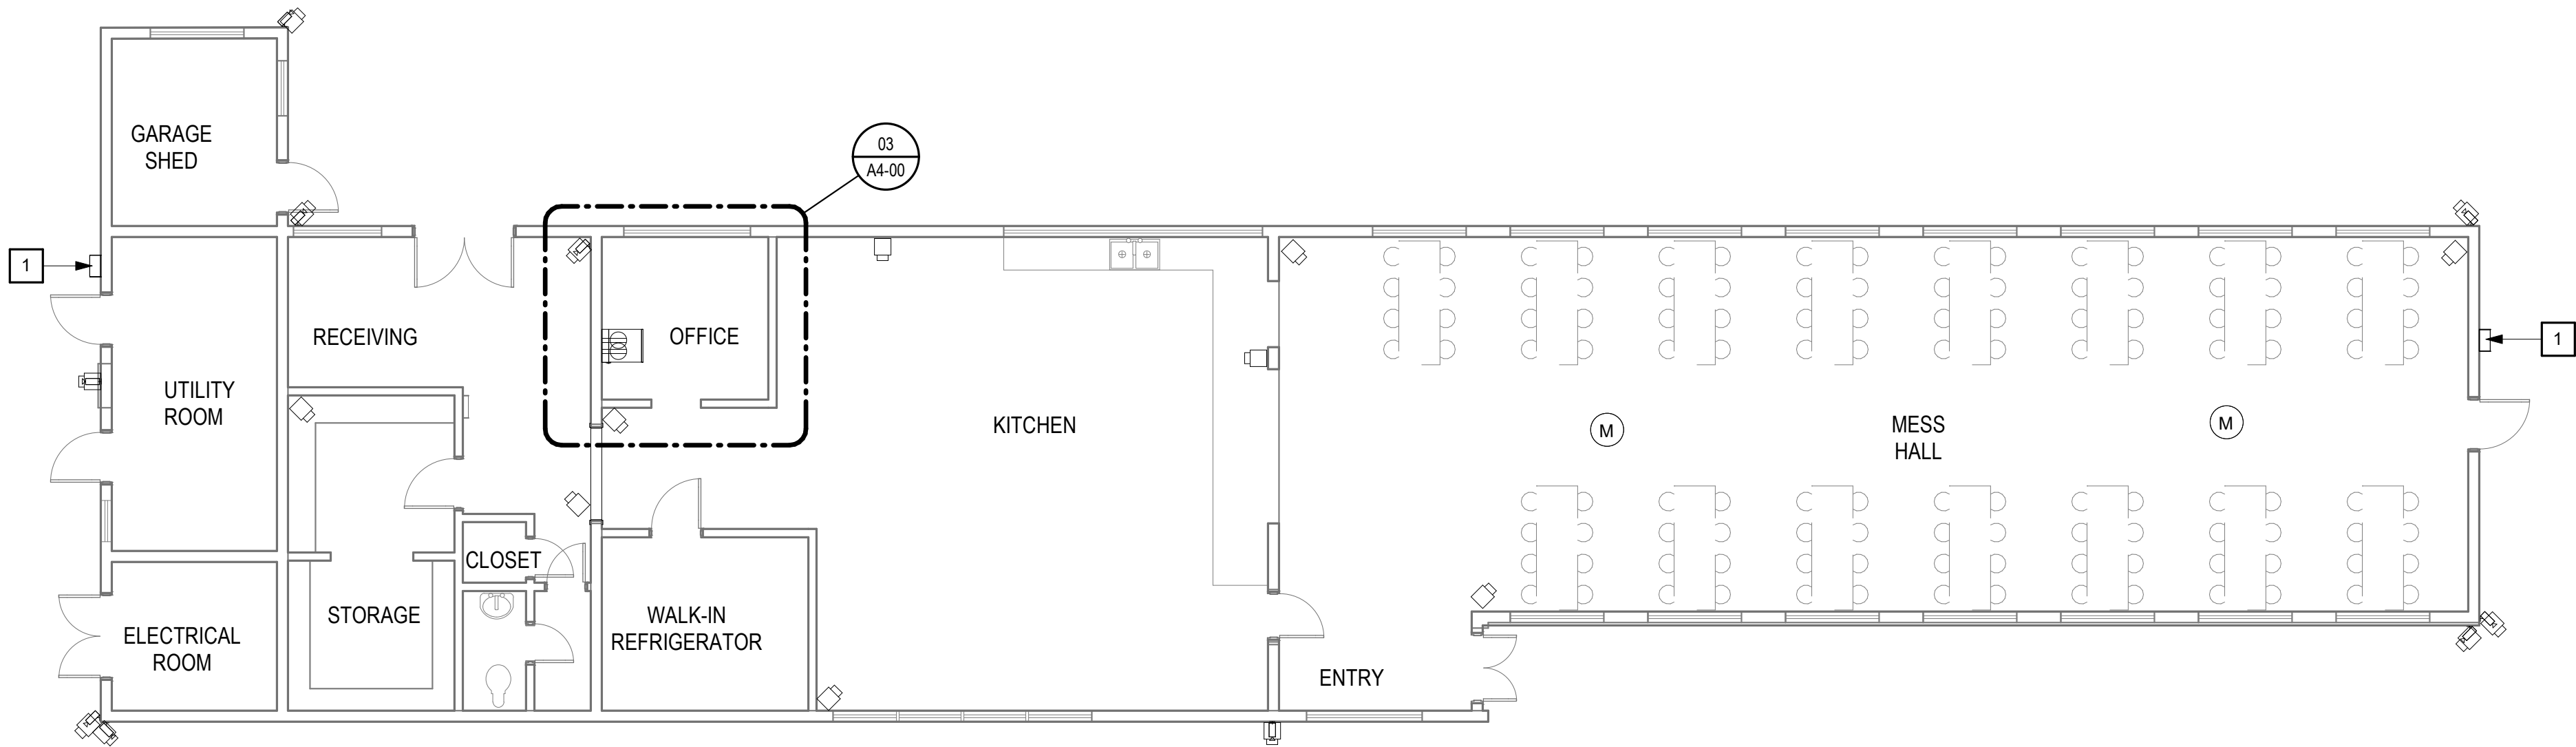 GARAGE
SHED
03
A4-00
1
RECEIVING
OFFICE
1
UTILITY
ROOM
KITCHEN
M
MESS
HALL
M
CLOSET
STORAGE
WALK-IN
REFRIGERATOR
ELECTRICAL
ROOM
ENTRY